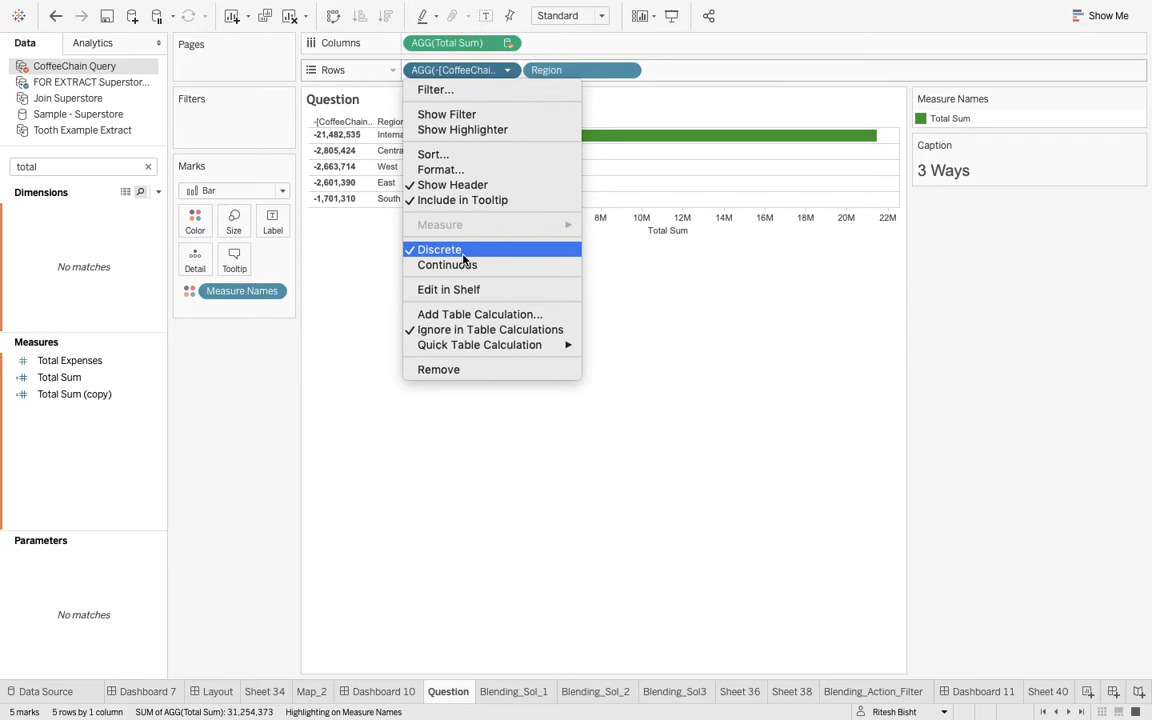 Standard
Show Me
Data
Analytics
CoffeeChain Query
FOR EXTRACT Superstor...
Join Superstore
Sample - Superstore
Tooth Example Extract
total
Dimensions
No matches
Measures
Total Expenses
Total Sum
Total Sum (copy)
Parameters
No matches
Pages
Filters
Marks
Bar
Color
Size
Label
Detail
Tooltip
Measure Names
Columns
AGG(Total Sum)
Rows
AGG(-[CoffeeChai..
Region
Question
-[CoffeeChain..
Region
-21,482,535 Interna
-2,805,424 Centra
-2,663,714 West
-2,601,390 East
-1,701,310 South
8M 10M 12M 14M 16M 18M 20M 22M
Total Sum
Filter...
Show Filter
Show Highlighter
Sort...
Format...
Show Header
Include in Tooltip
Measure
Discrete
Continuous
Edit in Shelf
Add Table Calculation...
Ignore in Table Calculations
Quick Table Calculation
Remove
Measure Names
Total Sum
Caption
3 Ways
Data Source
Dashboard 7
Layout
Sheet 34
Map_2
Dashboard 10
Question
Blending_Sol_1
Blending_Sol_2
Blending_Sol3
Sheet 36
Sheet 38
Blending_Action_Filter
Dashboard 11
Sheet 40
5 marks
5 rows by 1 column
SUM of AGG(Total Sum): 31,254,373
Highlighting on Measure Names
Ritesh Bisht